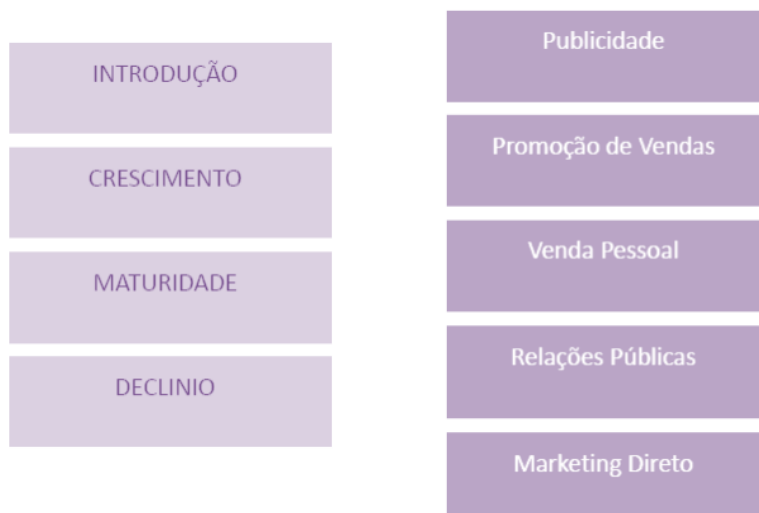 INTRODUÇÃO
CRESCIMENTO
MATURIDADE
DECLINIO
Publicidade
Promoção de Vendas
Venda Pessoal
Relações Públicas
Marketing Direto